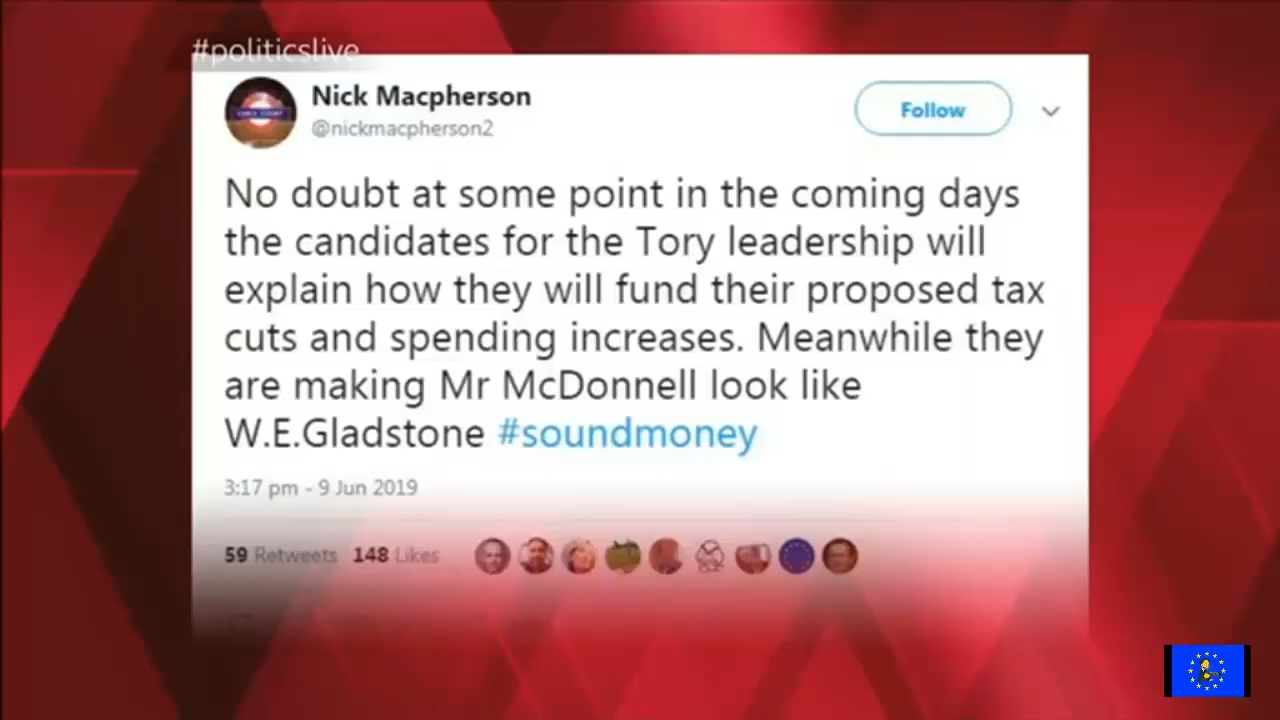 #politicslive
Nick Macpherson
@nickmacpherson2
Follow
No doubt at some point in the coming days
the candidates for the Tory leadership will
explain how they will fund their proposed tax
cuts and spending increases. Meanwhile they
are making Mr McDonnell look like
W.E.Gladstone #soundmoney
3:17 pm - 9 Jun 2019
59 Retweets 148 Likes